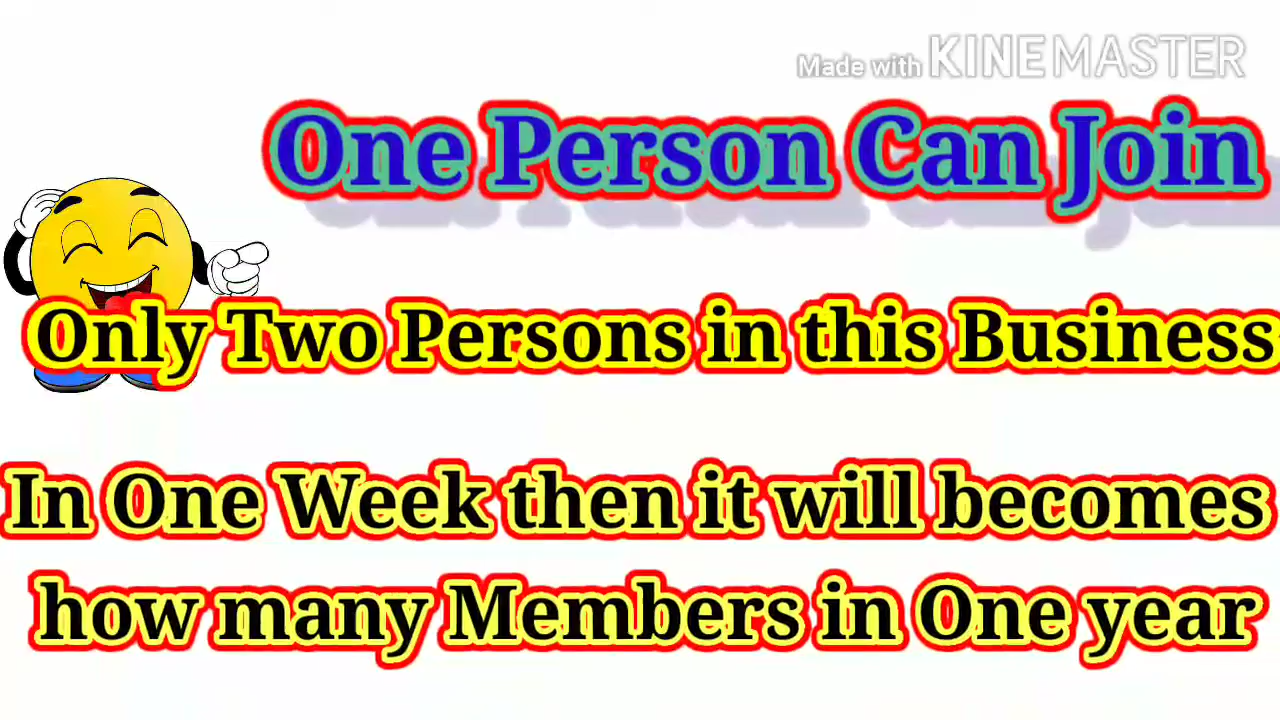 Made with KINEMASTER
One Person Can Join
Only Two Persons in this Business
In One Week then it will becomes
how many Members in One year